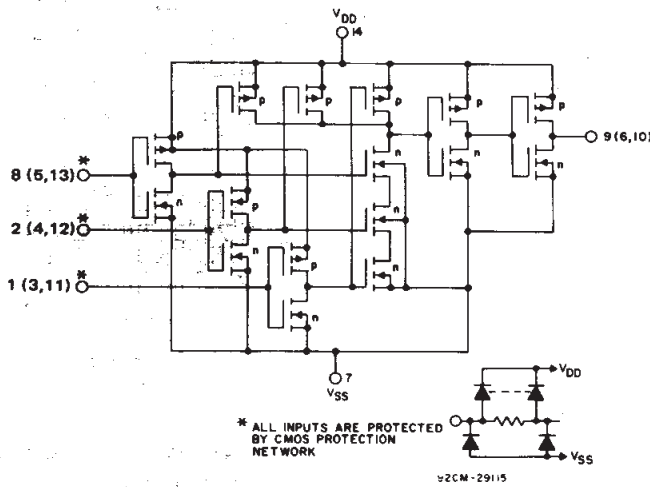 VDD
14
p
p
p
p
p
p
9 (6,10)
n
n
n
*
8 (5,13)
n
p
*
2 (4,12)
n
n
p
*
1 (3,11)
n
n
7
VSS
VDD
* ALL INPUTS ARE PROTECTED
BY CMOS PROTECTION
NETWORK
VSS
92CM-29115